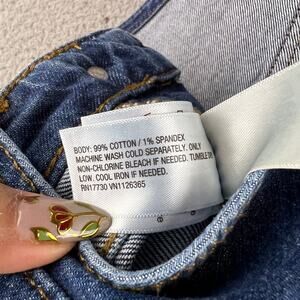 BODY: 99% COTTON / 1% SPANDEX
MACHINE WASH COLD SEPARATELY. ONLY
NON-CHLORINE BLEACH IF NEEDED. TUMBLE DRY
LOW. COOL IRON IF NEEDED.
RN17730 VN1126365